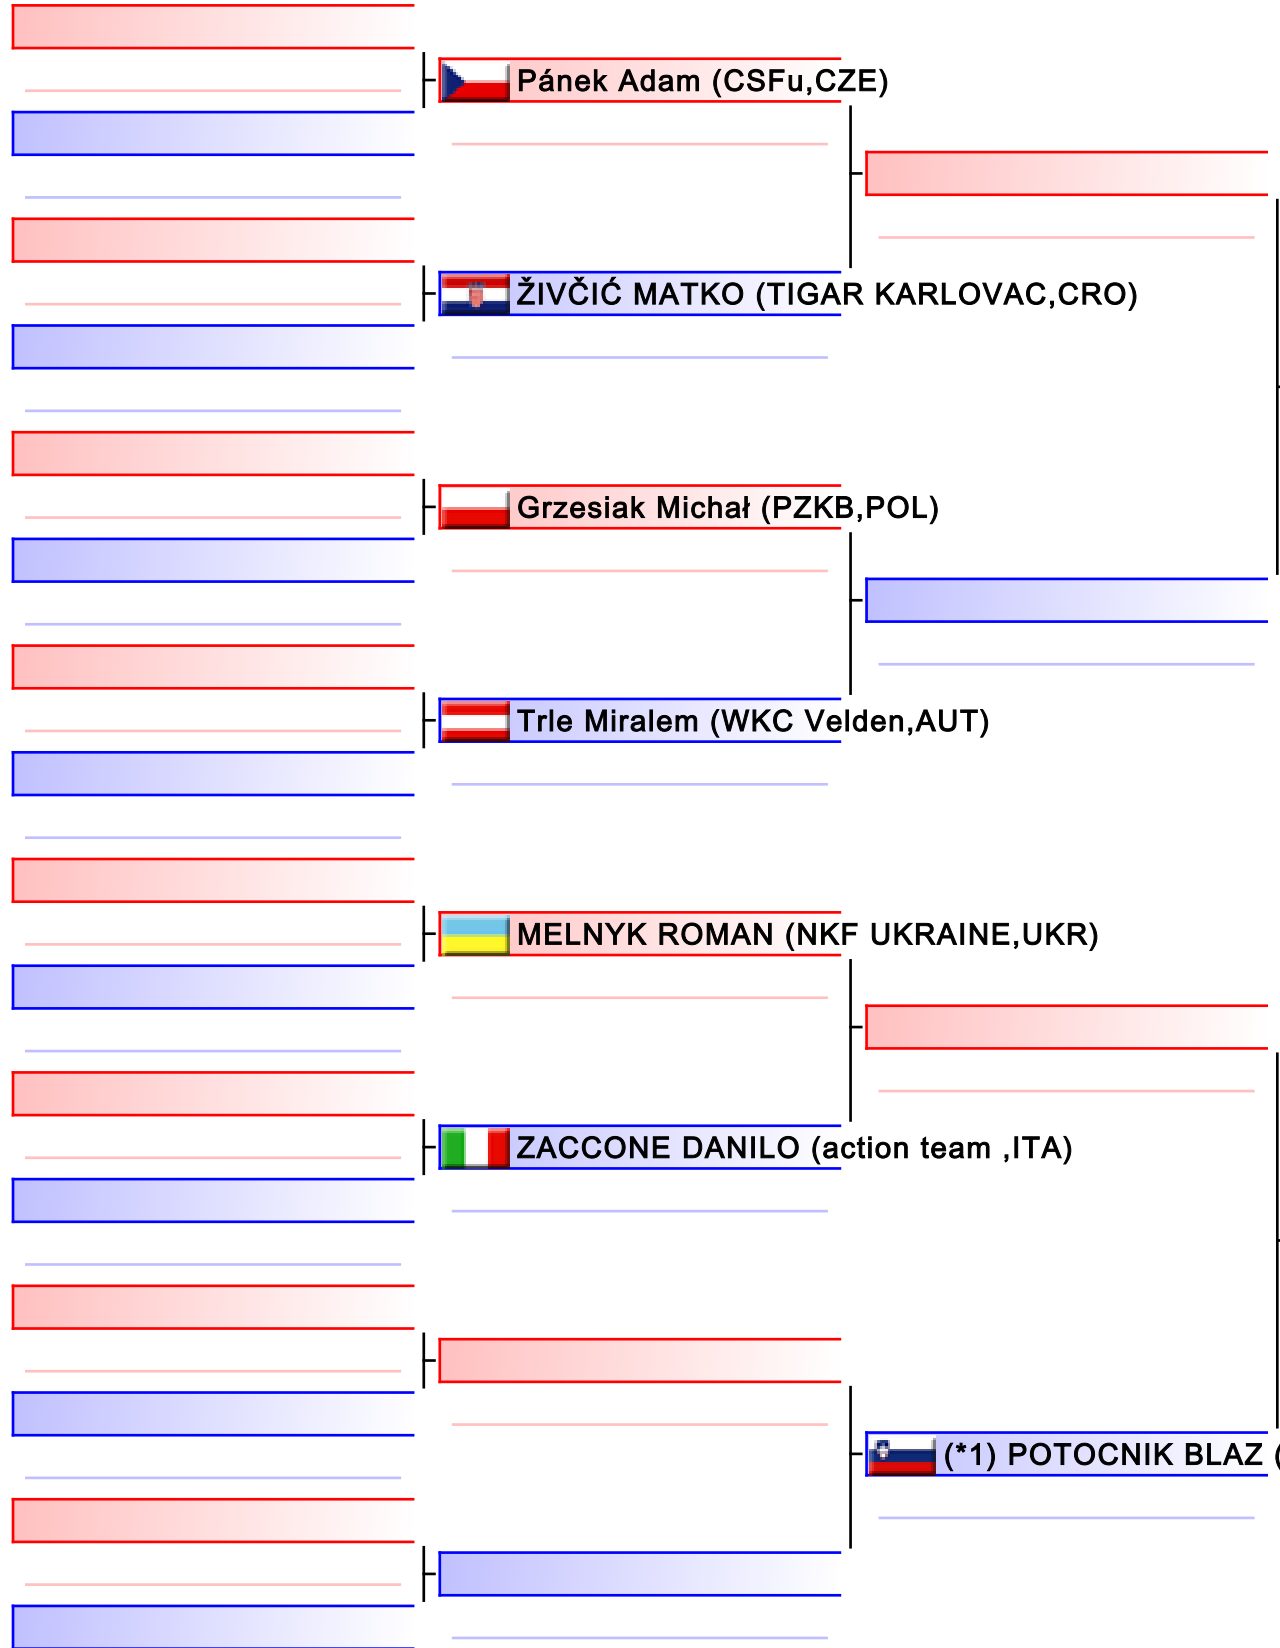 Pánek Adam (CSFu,CZE)
ŽIVČIĆ MATKO (TIGAR KARLOVAC,CRO)
Grzesiak Michał (PZKB,POL)
Trle Miralem (WKC Velden,AUT)
MELNYK ROMAN (NKF UKRAINE,UKR)
ZACCONE DANILO (action team ,ITA)
(*1) POTOCNIK BLAZ (